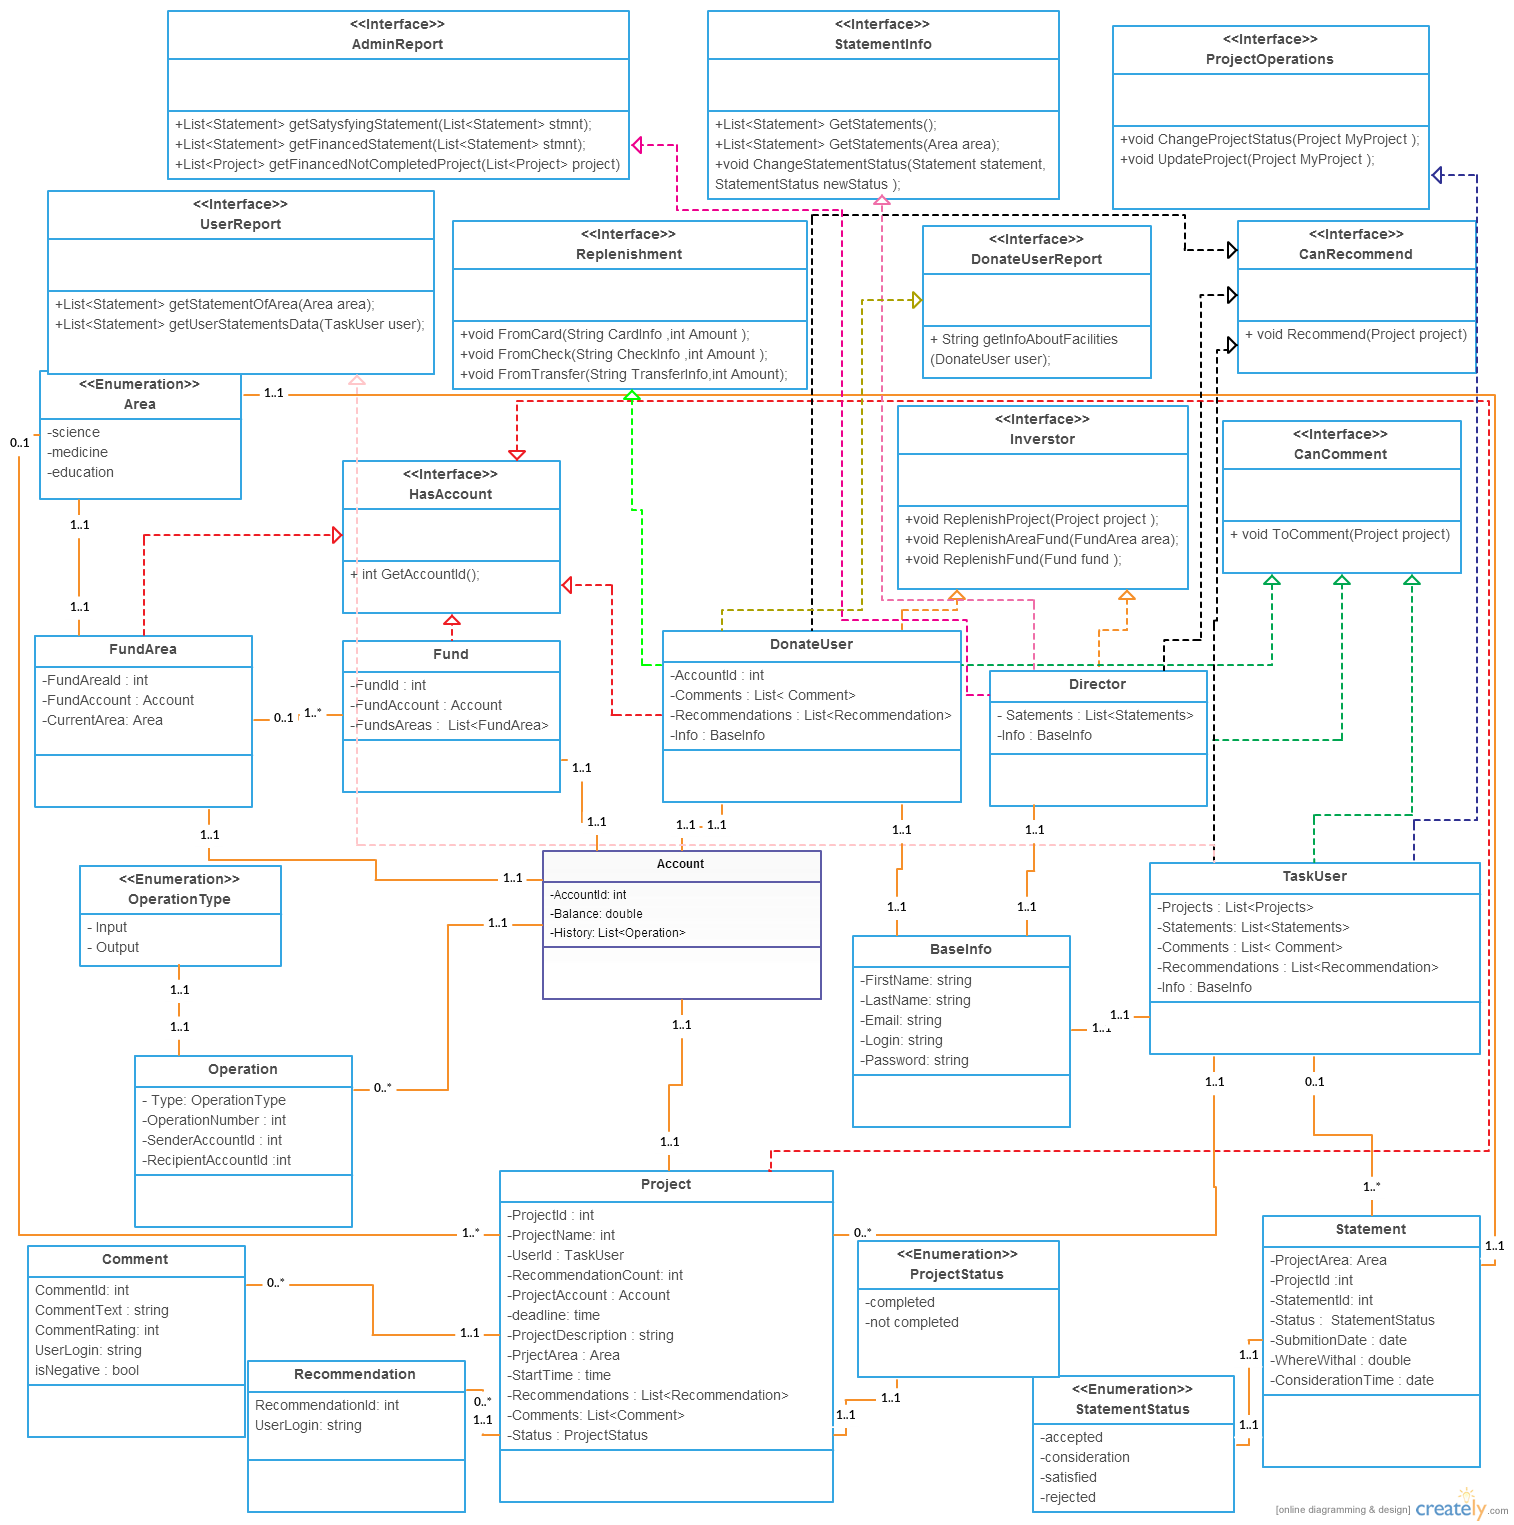 <<Interface>>
AdminReport
+List<Statement> getSatysfyingStatement(List<Statement> stmnt);
+List<Statement> getFinancedStatement(List<Statement> stmnt);
+List<Project> getFinancedNotCompletedProject(List<Project> project)
<<Interface>>
StatementInfo
+List<Statement> GetStatements();
+List<Statement> GetStatements(Area area);
+void ChangeStatementStatus(Statement statement,
StatementStatus newStatus );
<<Interface>>
ProjectOperations
+void ChangeProjectStatus(Project MyProject );
+void UpdateProject(Project MyProject );
<<Interface>>
UserReport
+List<Statement> getStatementOfArea(Area area);
+List<Statement> getUserStatementsData(TaskUser user);
<<Interface>>
Replenishment
+void FromCard(String CardInfo ,int Amount );
+void FromCheck(String CheckInfo ,int Amount );
+void FromTransfer(String TransferInfo,int Amount);
<<Interface>>
DonateUserReport
+ String getInfoAboutFacilities
(DonateUser user);
<<Interface>>
CanRecommend
+ void Recommend(Project project)
<<Enumeration>>
Area
-science
-medicine
-education
1..1
0..1
1..1
1..1
<<Interface>>
HasAccount
+ int GetAccountId();
<<Interface>>
Inverstor
+void ReplenishProject(Project project );
+void ReplenishAreaFund(FundArea area);
+void ReplenishFund(Fund fund );
<<Interface>>
CanComment
+ void ToComment(Project project)
FundArea
-FundAreaId : int
-FundAccount : Account
-CurrentArea: Area
0..1
1..*
Fund
-FundId : int
-FundAccount : Account
-FundsAreas :  List<FundArea>
DonateUser
-AccountId : int
-Comments : List< Comment>
-Recommendations : List<Recommendation>
-Info : BaseInfo
Director
- Satements : List<Statements>
-Info : BaseInfo
1..1
1..1
1..1
1..1
1..1
1..1
1..1
1..1
1..1
1..1
1..1
1..1
Account
-AccountId: int
-Balance: double
-History: List<Operation>
<<Enumeration>>
OperationType
- Input
- Output
1..1
1..1
TaskUser
-Projects : List<Projects>
-Statements: List<Statements>
-Comments : List< Comment>
-Recommendations : List<Recommendation>
-Info : BaseInfo
BaseInfo
-FirstName: string
-LastName: string
-Email: string
-Login: string
-Password: string
1..1
1..1
Operation
- Type: OperationType
-OperationNumber : int
-SenderAccountId : int
-RecipientAccountId :int
0..*
1..1
1..1
1..1
0..1
1..*
Project
-ProjectId : int
-ProjectName: int
-UserId : TaskUser
-RecommendationCount: int
-ProjectAccount : Account
-deadline: time
-ProjectDescription : string
-PrjectArea : Area
-StartTime : time
-Recommendations : List<Recommendation>
-Comments: List<Comment>
-Status : ProjectStatus
1..*
0..*
Comment
CommentId: int
CommentText : string
CommentRating: int
UserLogin: string
isNegative : bool
0..*
1..1
Recommendation
RecommendationId: int
UserLogin: string
0..*
1..1
<<Enumeration>>
ProjectStatus
-completed
-not completed
1..1
1..1
<<Enumeration>>
StatementStatus
-accepted
-consideration
-satisfied
-rejected
1..1
1..1
Statement
-ProjectArea: Area
-ProjectId :int
-StatementId: int
-Status :  StatementStatus
-SubmitionDate : date
-WhereWithal : double
-ConsiderationTime : date
1..1
[online diagramming & design] creately.com